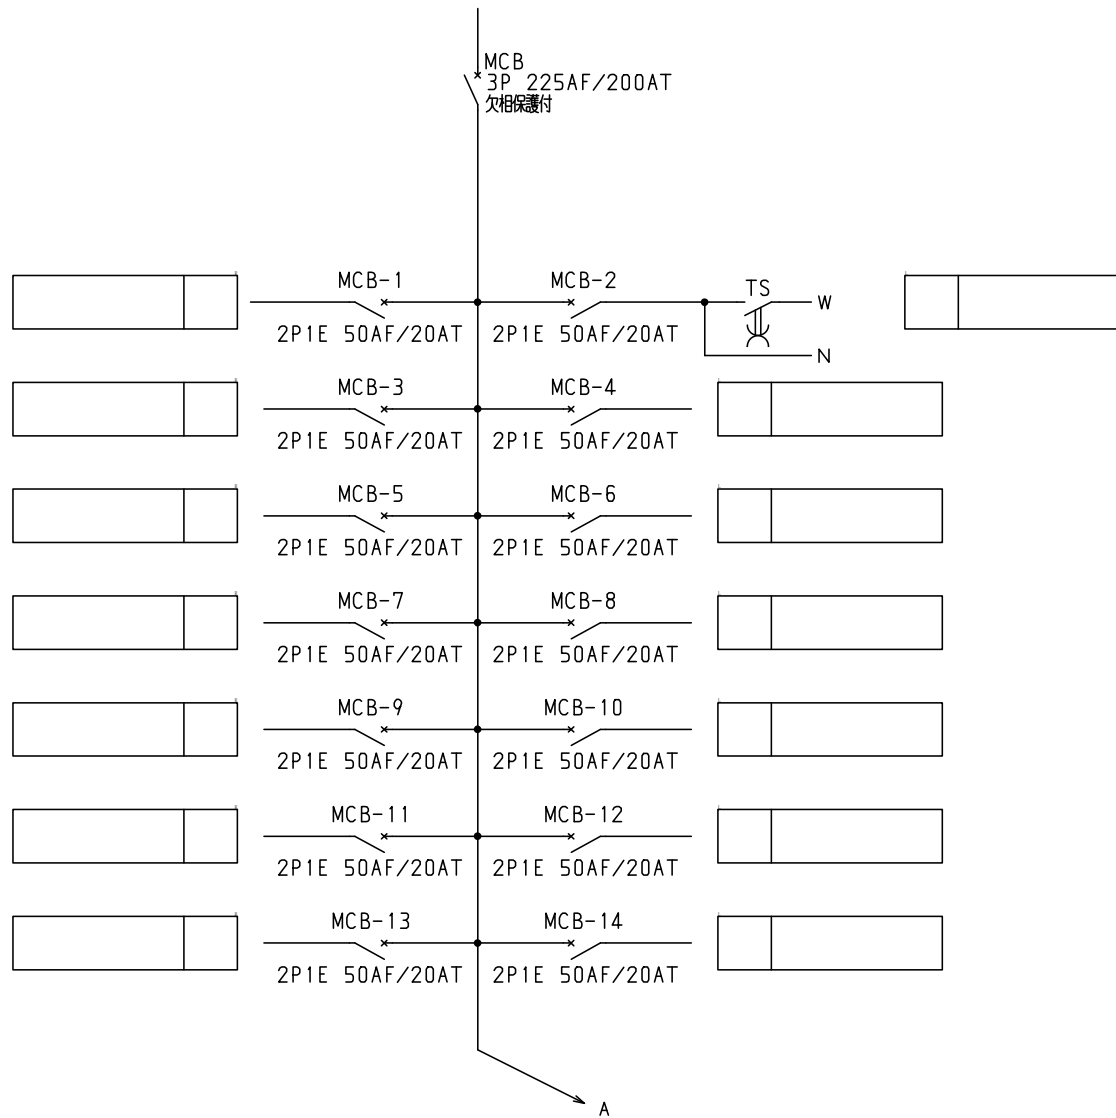 MCB
3P 225AF/200AT
欠相保護付
MCB-1 MCB-2 TS
W
2P1E 50AF/20AT 2P1E 50AF/20AT
N
MCB-3 MCB-4
2P1E 50AF/20AT 2P1E 50AF/20AT
MCB-5 MCB-6
2P1E 50AF/20AT 2P1E 50AF/20AT
MCB-7 MCB-8
2P1E 50AF/20AT 2P1E 50AF/20AT
MCB-9 MCB-10
2P1E 50AF/20AT 2P1E 50AF/20AT
MCB-11 MCB-12
2P1E 50AF/20AT 2P1E 50AF/20AT
MCB-13 MCB-14
2P1E 50AF/20AT 2P1E 50AF/20AT
A